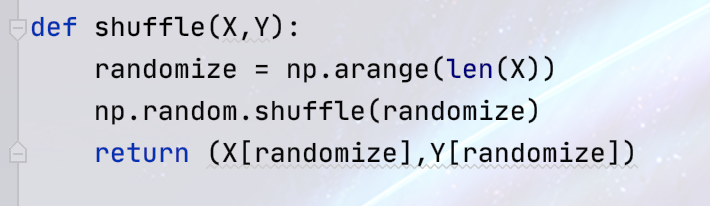 def shuffle(X,Y):
    randomize = np.arange(len(X))
    np.random.shuffle(randomize)
    return (X[randomize],Y[randomize])